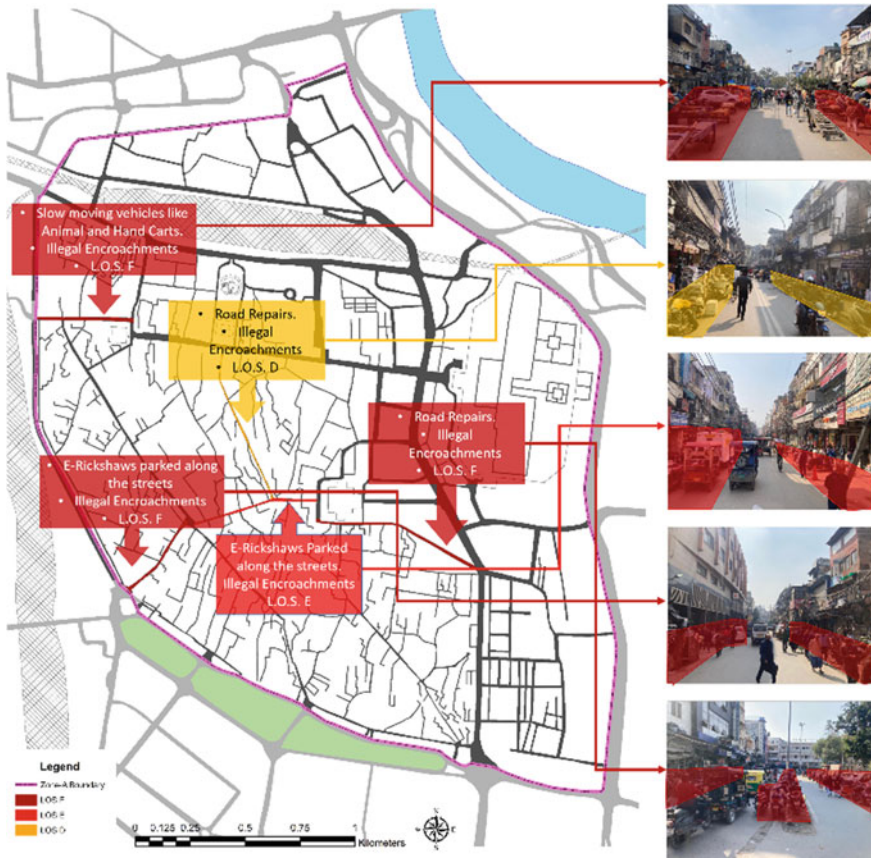 • Slow moving vehicles like
Animal and Hand Carts.
• Illegal Encroachments
• L.O.S. F
• Road Repairs.
• Illegal
Encroachments
• L.O.S. D
• Road Repairs.
• Illegal
Encroachments
• L.O.S. F
• E-Rickshaws parked along
the streets
• Illegal Encroachments
• L.O.S. F
E-Rickshaws Parked
along the streets.
Illegal Encroachments
L.O.S. E
Legend
Zone-A Boundary
LOS F
LOS E
LOS D
0 0.125 0.25 0.5 0.75 1
Kilometers